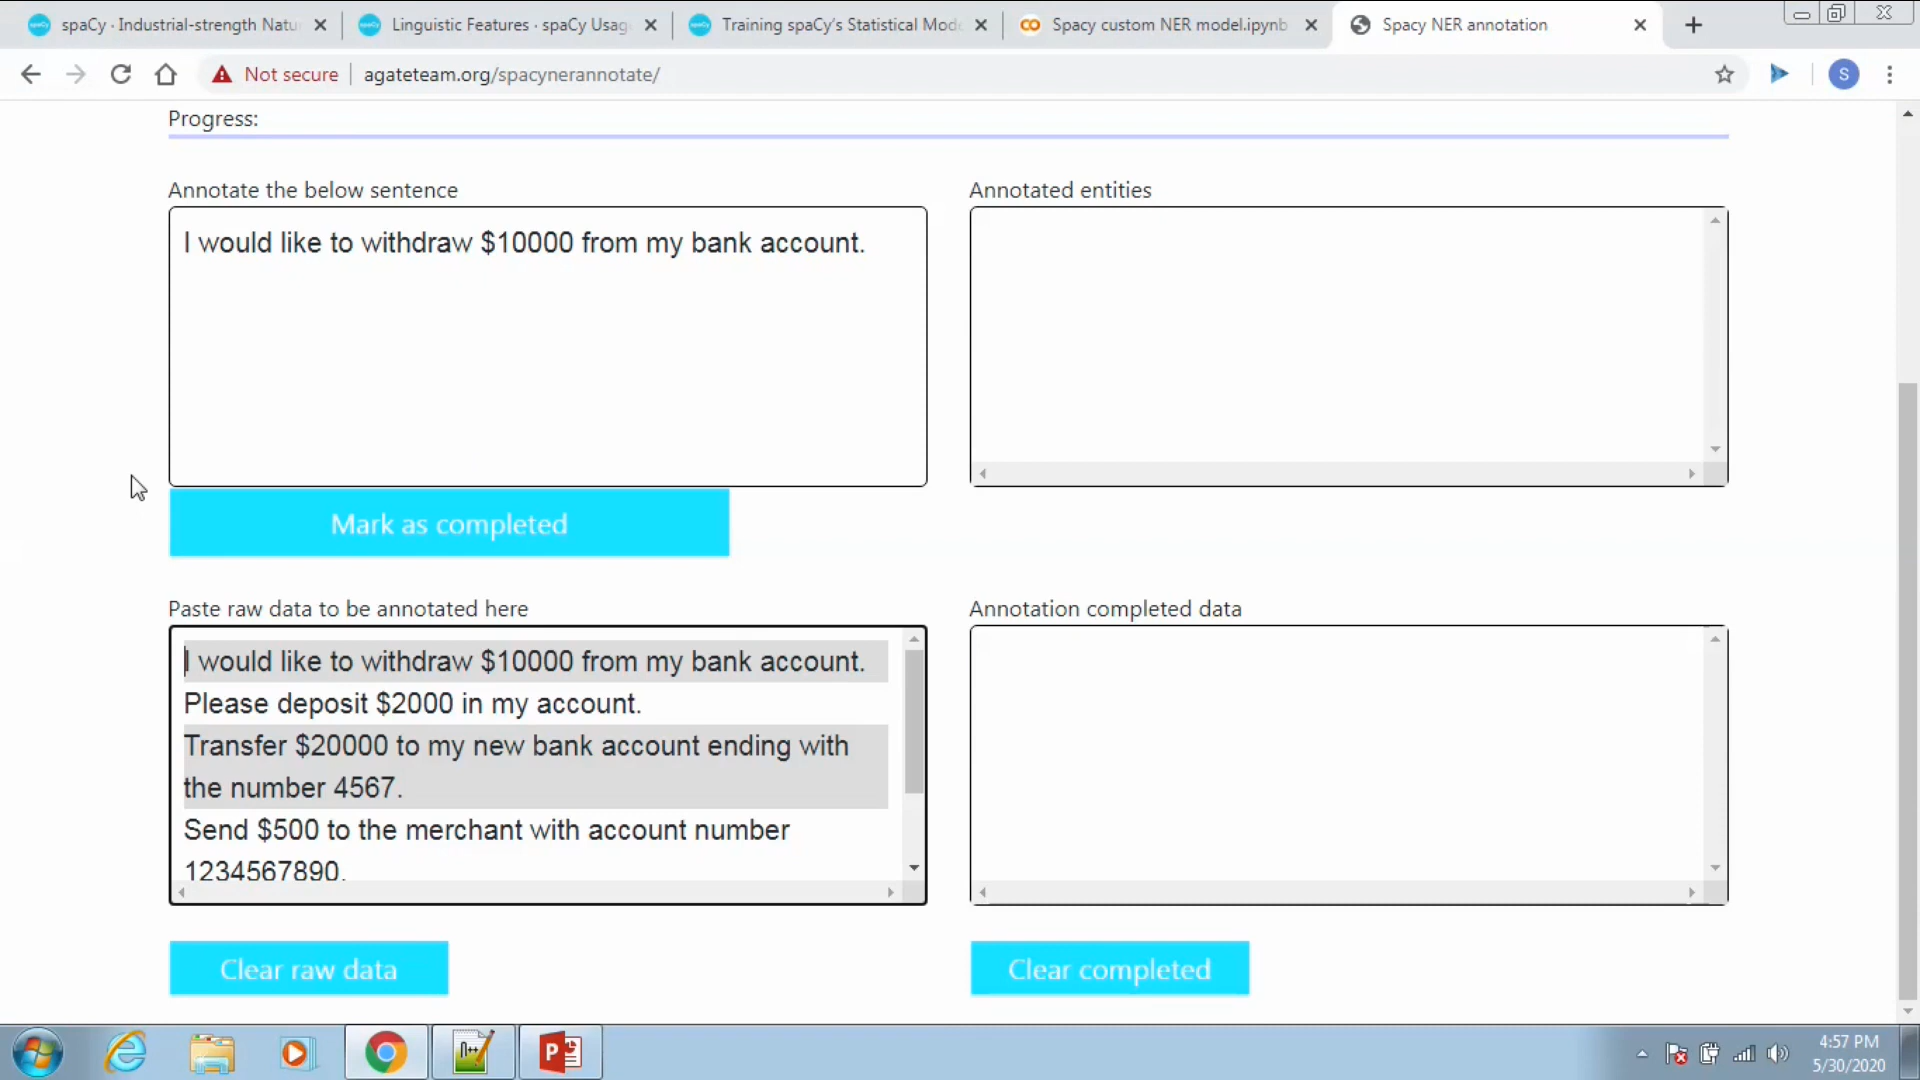 spaCy · Industrial-strength Natu
Linguistic Features · spaCy Usag
Training spaCy's Statistical Mod
Spacy custom NER model.ipynb
Spacy NER annotation
Not secure
agateteam.org/spacynerannotate/
S
Progress:
Annotate the below sentence
Annotated entities
I would like to withdraw $10000 from my bank account.
Mark as completed
Paste raw data to be annotated here
Annotation completed data
I would like to withdraw $10000 from my bank account.
Please deposit $2000 in my account.
Transfer $20000 to my new bank account ending with
the number 4567.
Send $500 to the merchant with account number
1234567890.
Clear raw data
Clear completed
4:57 PM
5/30/2020